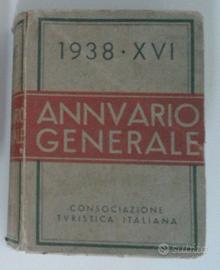 1938 · XVI
ANNVARIO
GENERALE
CONSOCIAZIONE
TVRISTICA ITALIANA